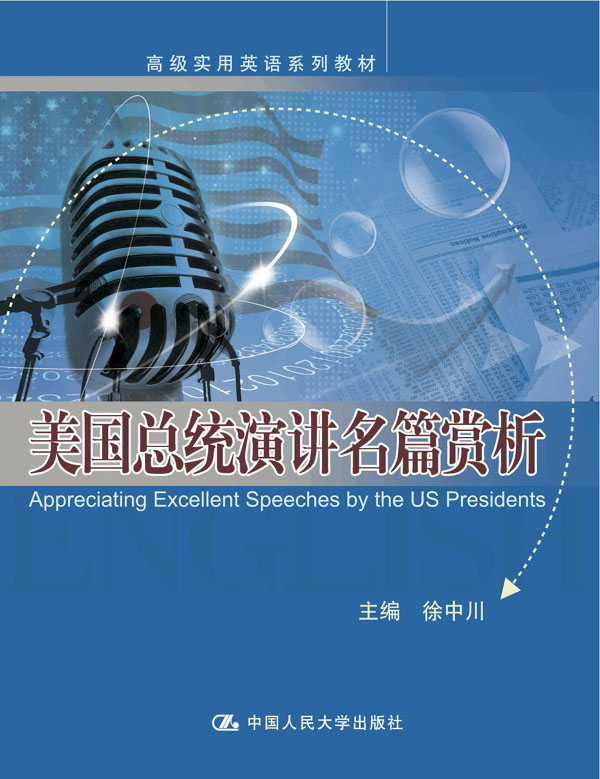 高级实用英语系列教材
美国总统演讲名篇赏析
Appreciating Excellent Speeches by the US Presidents
ENGLISH
主编 徐中川
中国人民大学出版社